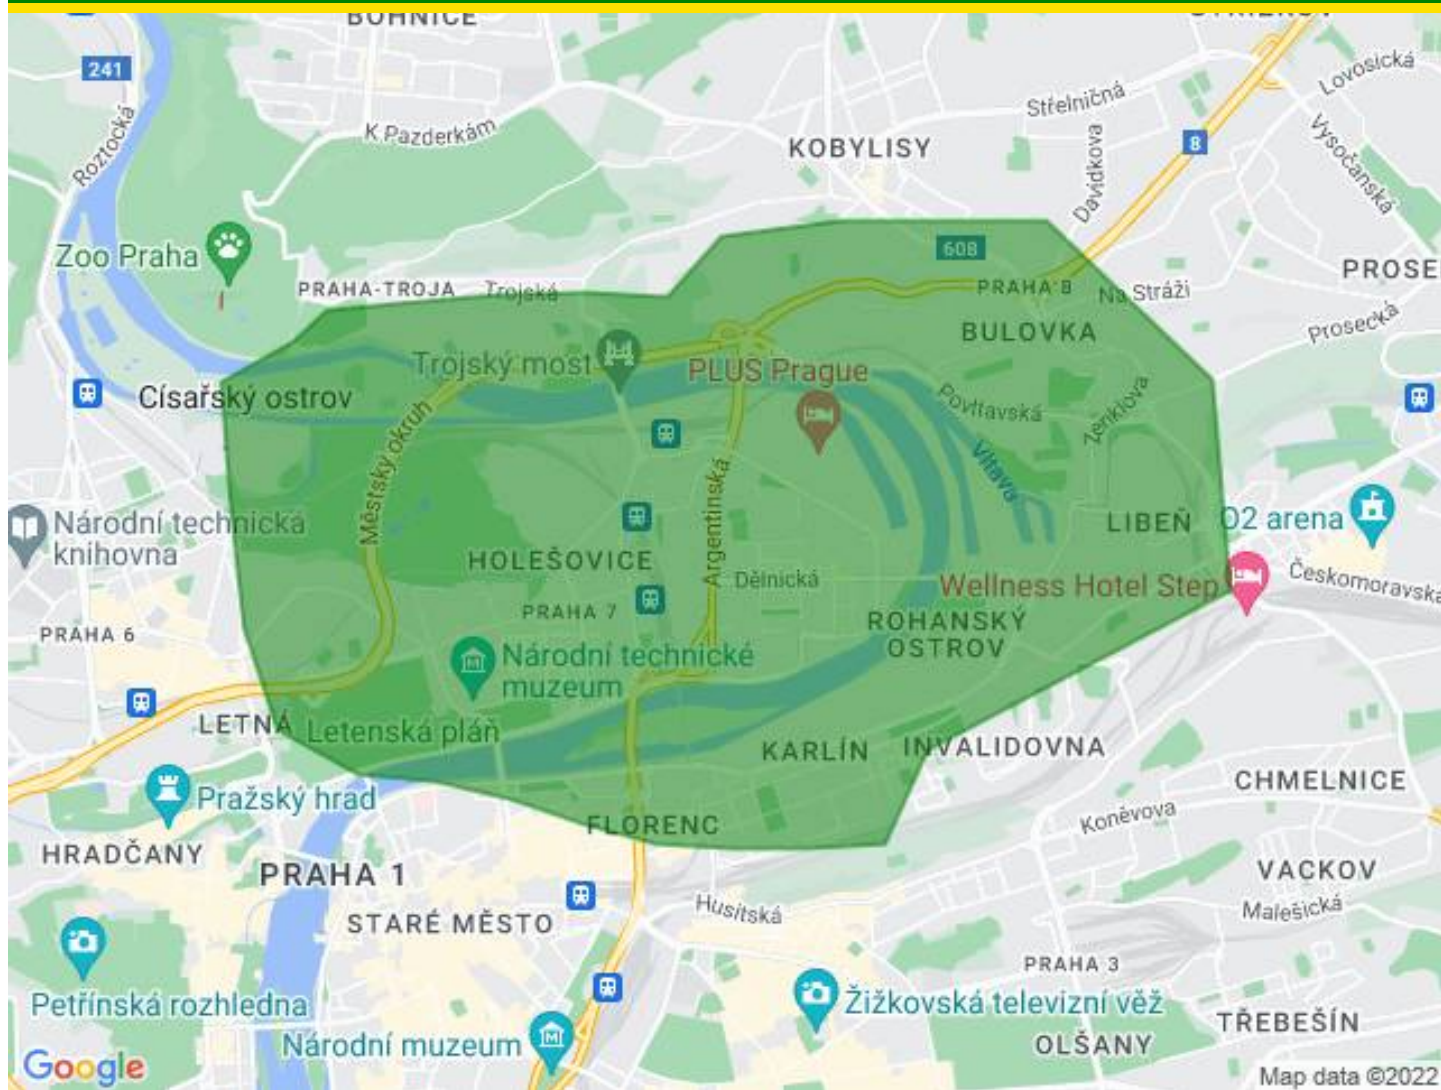 BOHNICE
241
Roztocká
K Pazderkám
Střelničná
Lovosická
Vysočanská
KOBYLISY
Davídkova
8
Zoo Praha
608
PROSE
PRAHA-TROJA
Trojská
PRAHA 8
Na Stráži
BULOVKA
Prosecká
Trojský most
PLUS Prague
Císařský ostrov
Městský okruh
Povltavská
Zenklova
Vltava
Argentinská
Národní technická
knihovna
LIBEŇ
O2 arena
HOLEŠOVICE
Dělnická
Wellness Hotel Step
Českomoravská
PRAHA 7
ROHANSKÝ
OSTROV
PRAHA 6
Národní technické
muzeum
LETNÁ
Letenská pláň
KARLÍN
INVALIDOVNA
CHMELNICE
Pražský hrad
Koněvova
FLORENC
HRADČANY
PRAHA 1
VACKOV
Malešická
Husitská
STARÉ MĚSTO
PRAHA 3
Petřínská rozhledna
Žižkovská televizní věž
TŘEBEŠÍN
Národní muzeum
OLŠANY
Google
Map data ©2022